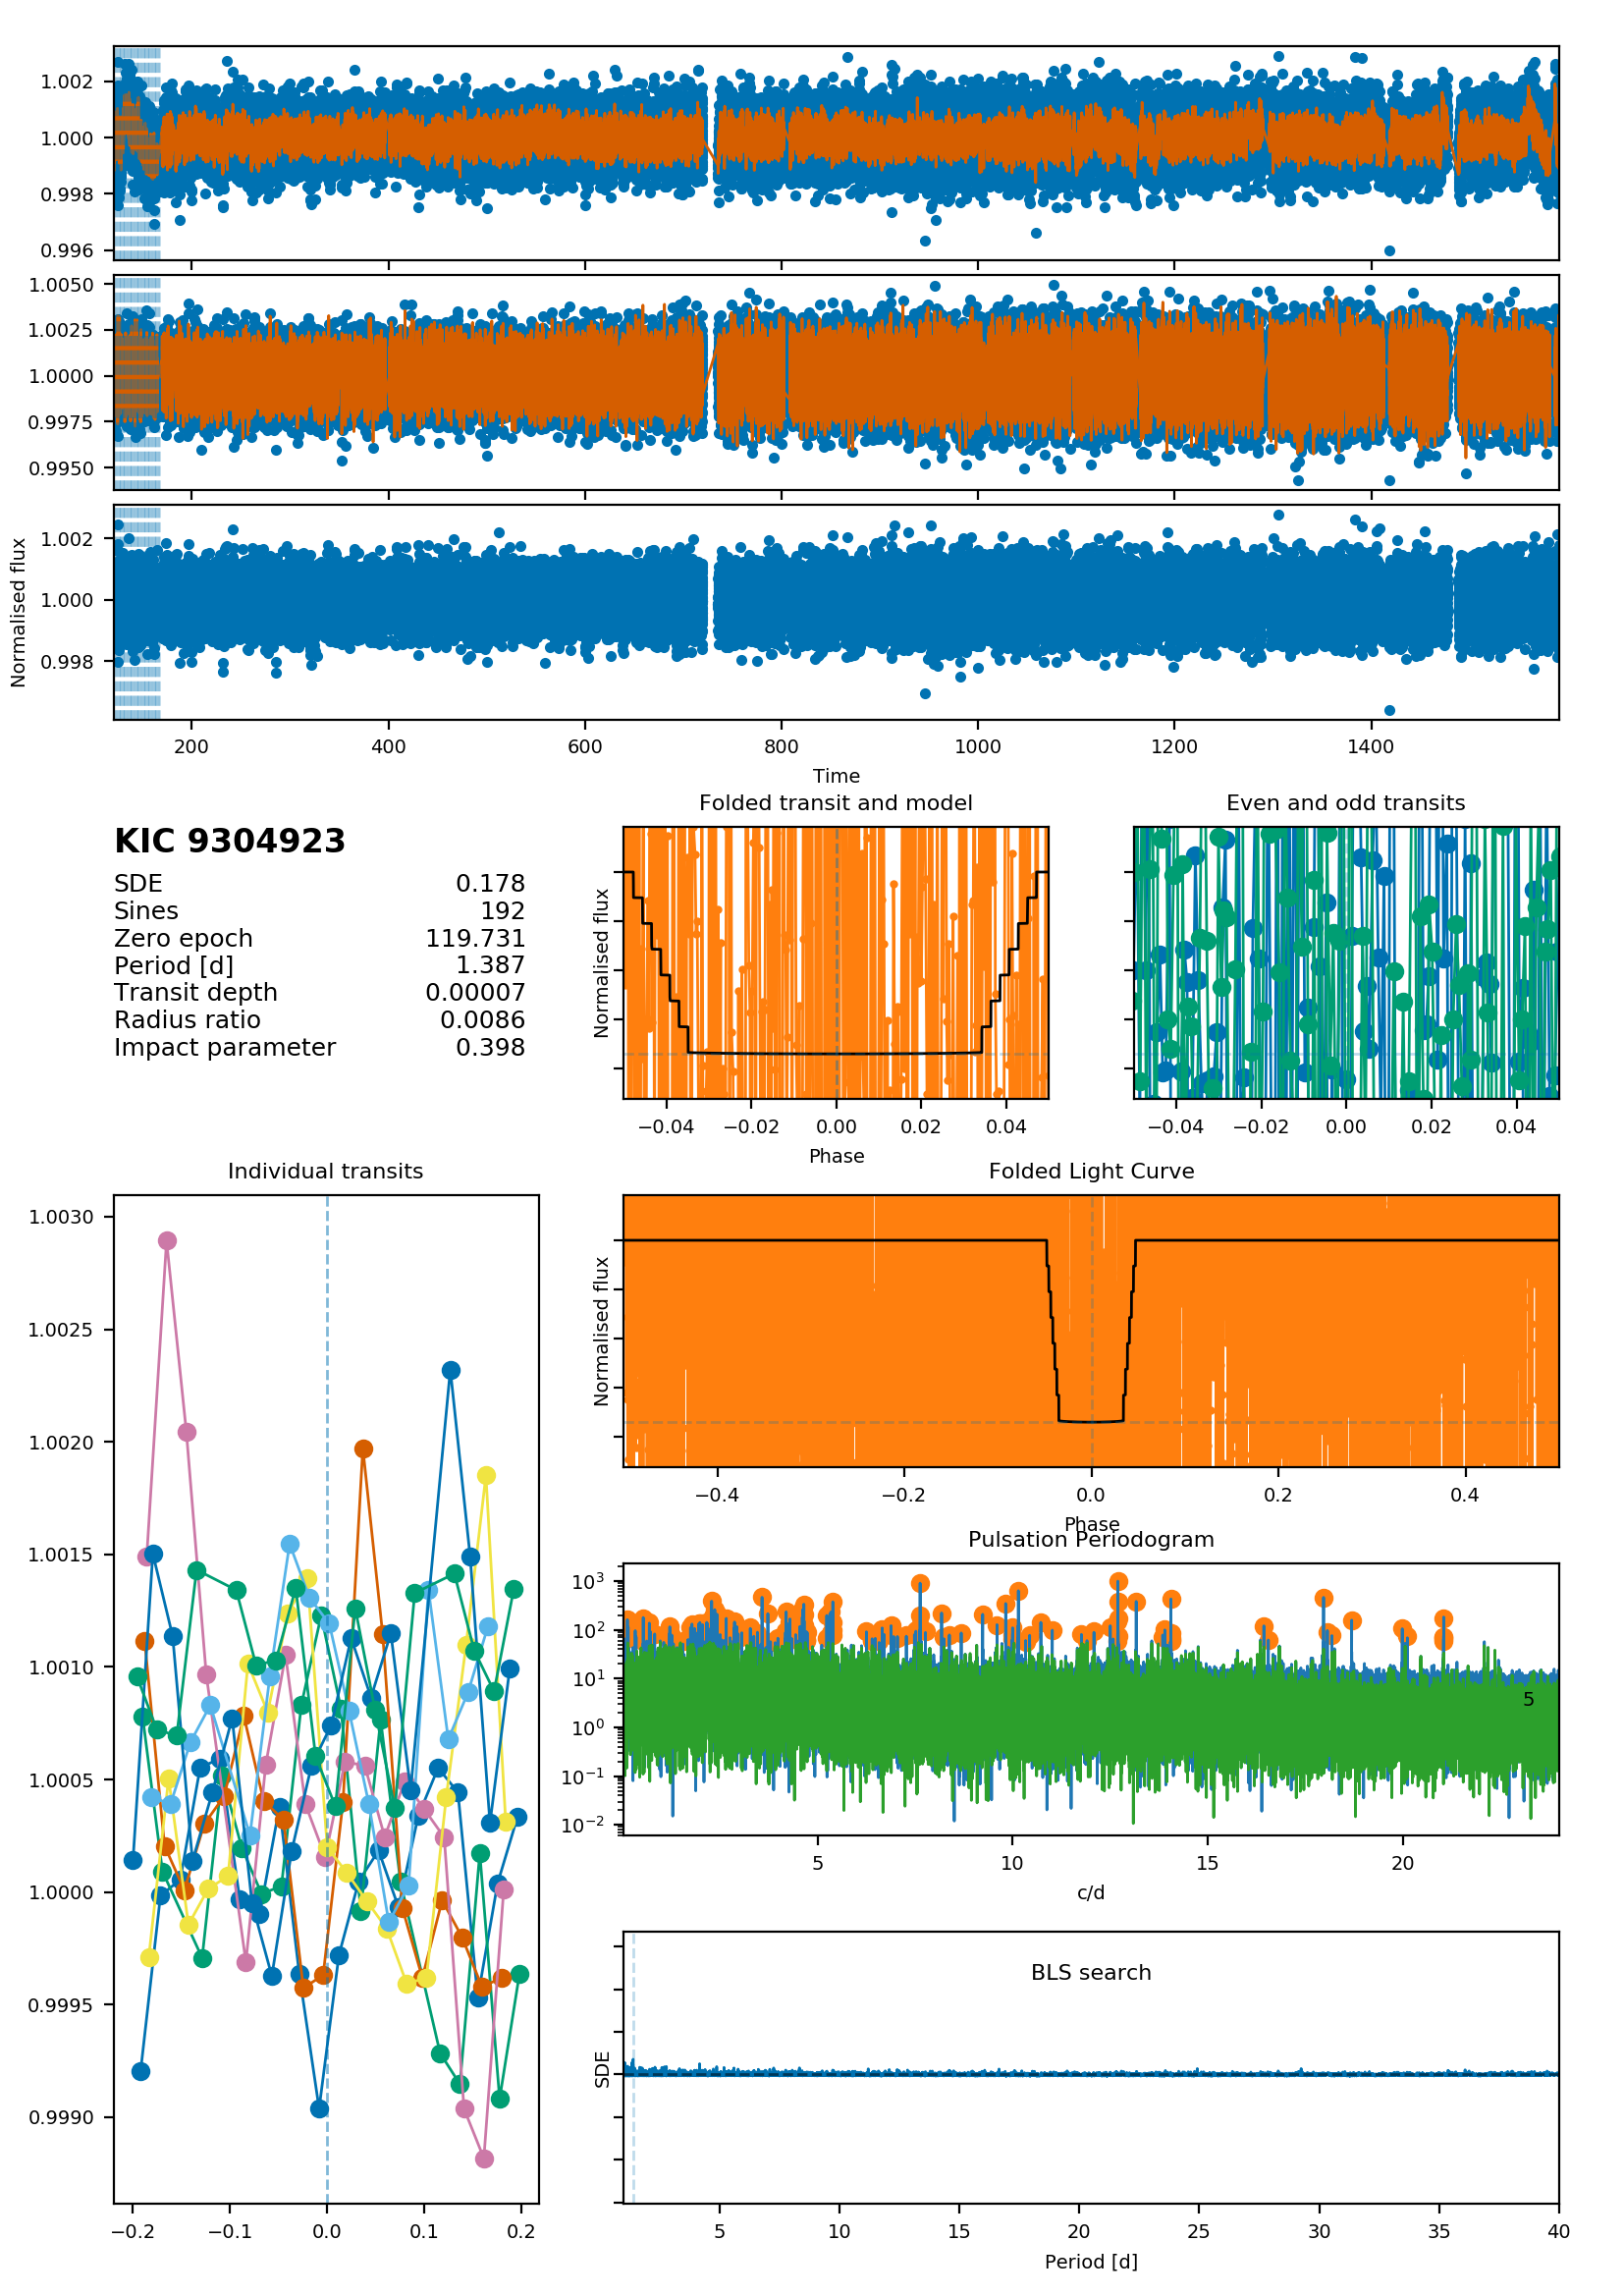 1.002
1.000
0.998
0.996
1.0050
1.0025
1.0000
0.9975
0.9950
1.002
1.000
0.998
Normalised flux
200 400 600 800 1000 1200 1400
Time
KIC 9304923
SDE 0.178
Sines 192
Zero epoch 119.731
Period [d] 1.387
Transit depth 0.00007
Radius ratio 0.0086
Impact parameter 0.398
Folded transit and model
Normalised flux
−0.04 −0.02 0.00 0.02 0.04
Phase
Even and odd transits
−0.04 −0.02 0.00 0.02 0.04
Individual transits
1.0030
1.0025
1.0020
1.0015
1.0010
1.0005
1.0000
0.9995
0.9990
−0.2 −0.1 0.0 0.1 0.2
Folded Light Curve
Normalised flux
−0.4 −0.2 0.0 0.2 0.4
Phase
Pulsation Periodogram
10³
10²
10¹
10⁰
10⁻¹
10⁻²
5
5 10 15 20
c/d
BLS search
SDE
5 10 15 20 25 30 35 40
Period [d]